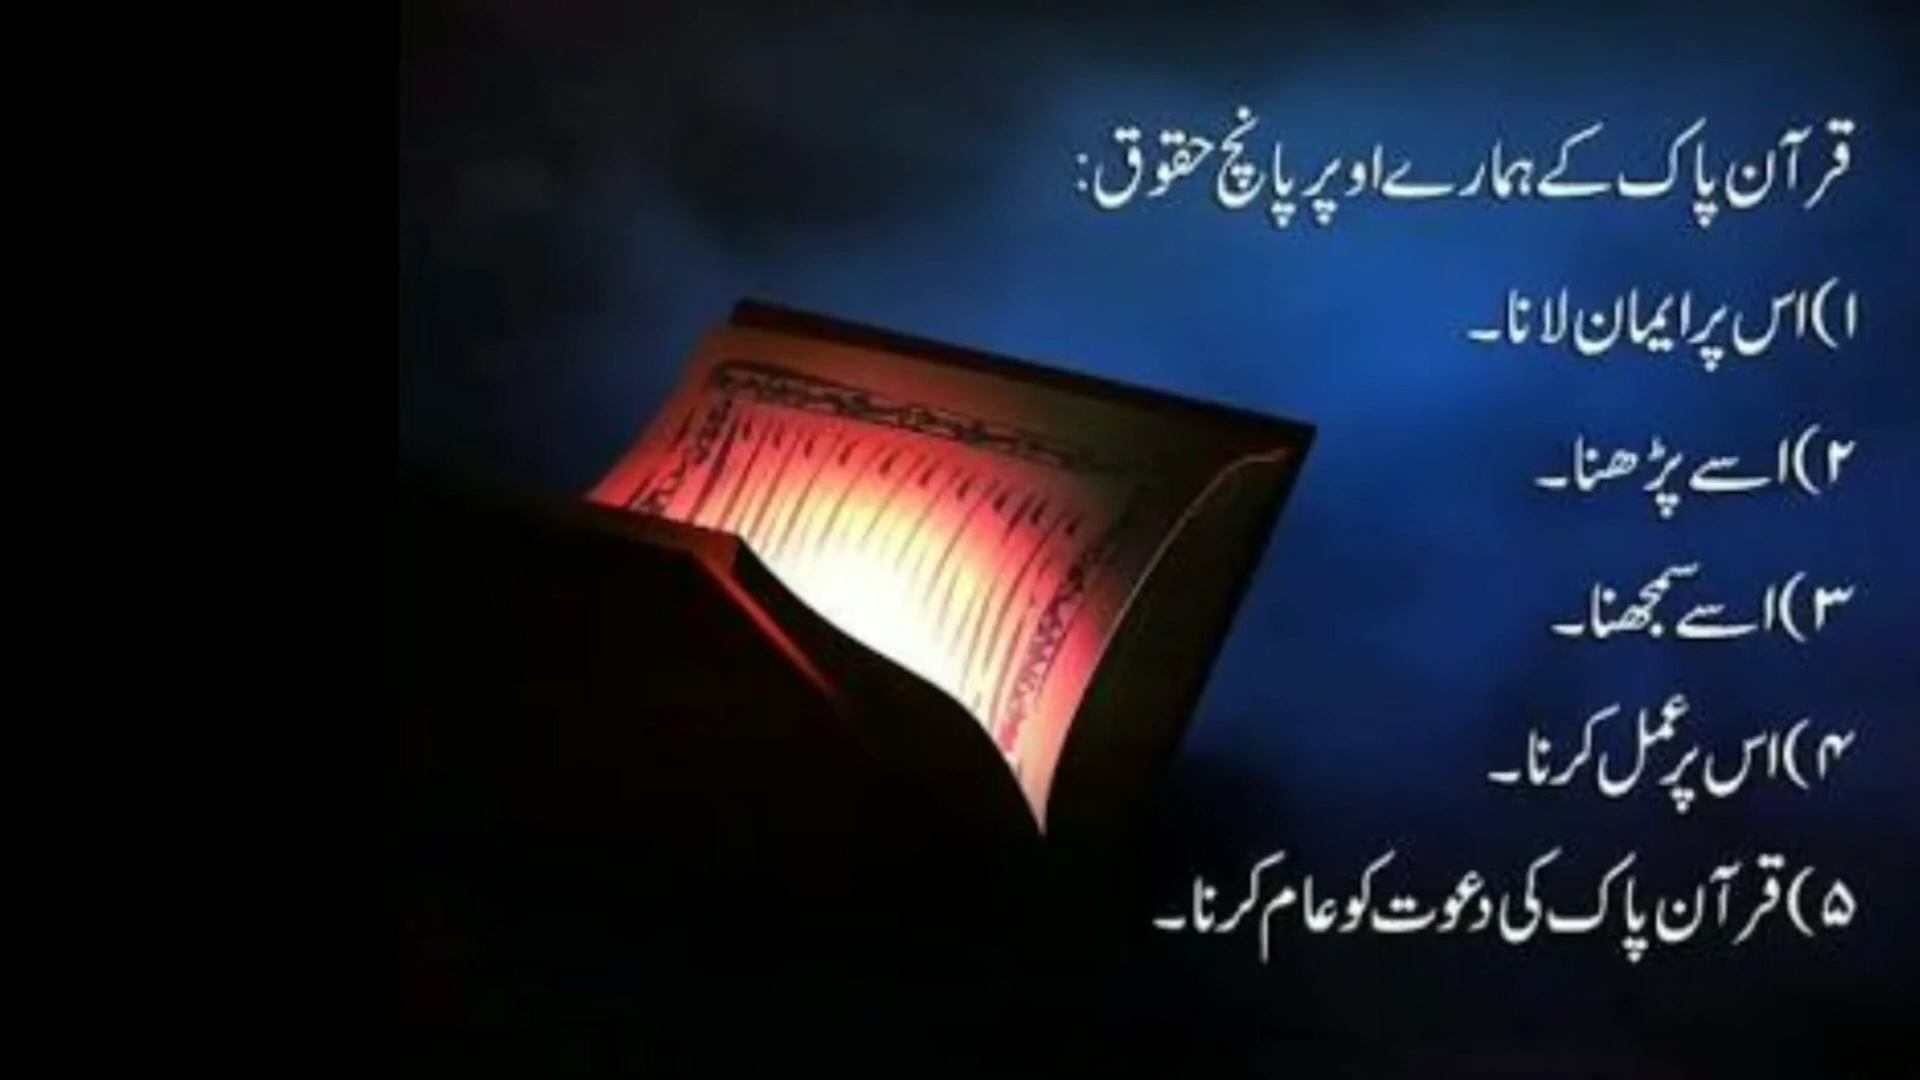 قرآن پاک کے ہمارے اوپر پانچ حقوق:
۱)اس پر ایمان لانا۔
۲)اسے پڑھنا۔
۳)اسے سمجھنا۔
۴)اس پر عمل کرنا۔
۵)قرآن پاک کی دعوت کو عام کرنا۔